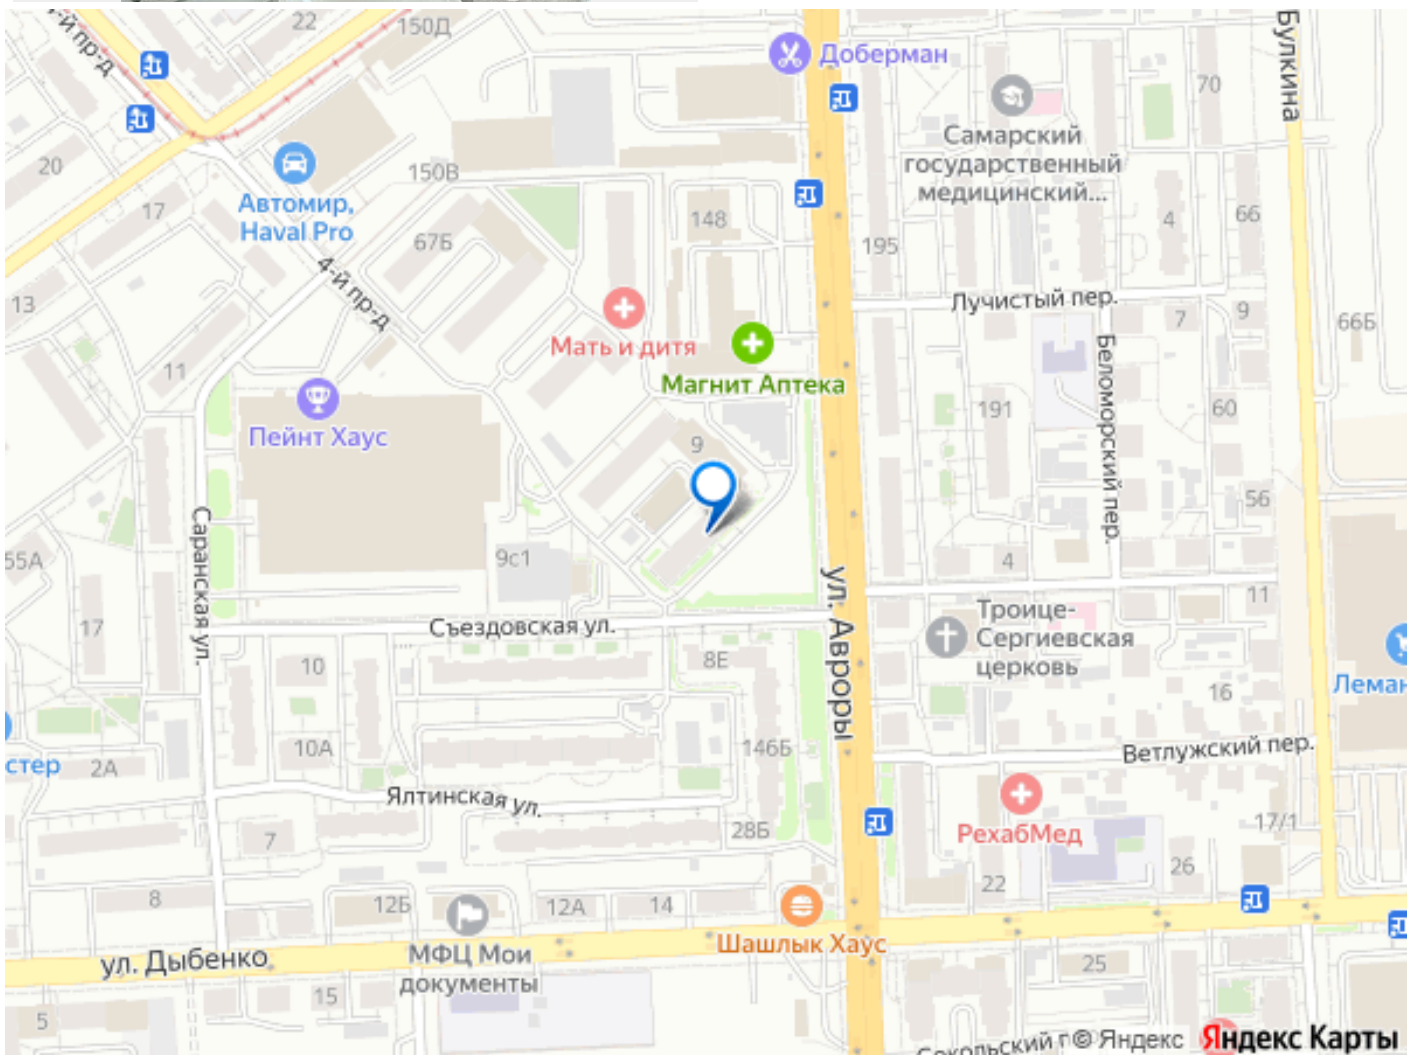 22
150Д
4-й пр-д
Доберман
Булкина
70
20
150В
Самарский
государственный
медицинский...
Автомир,
Haval Pro
17
67Б
148
195
4
66
4-й пр-д
13
Лучистый пер.
7
9
66Б
Мать и дитя
Магнит Аптека
11
Пейнт Хаус
9
191
60
Беломорский пер.
56
Саранская ул.
55А
9с1
4
ул. Авроры
11
17
Съездовская ул.
Троице-
Сергиевская
церковь
10
8Е
16
Леман
10А
146Б
Ветлужский пер.
стер
2А
Ялтинская ул.
7
28Б
РехабМед
17/1
26
22
8
12Б
12А
14
Шашлык Хаус
ул. Дыбенко
МФЦ Мои
документы
25
15
5
© Яндекс
Яндекс Карты